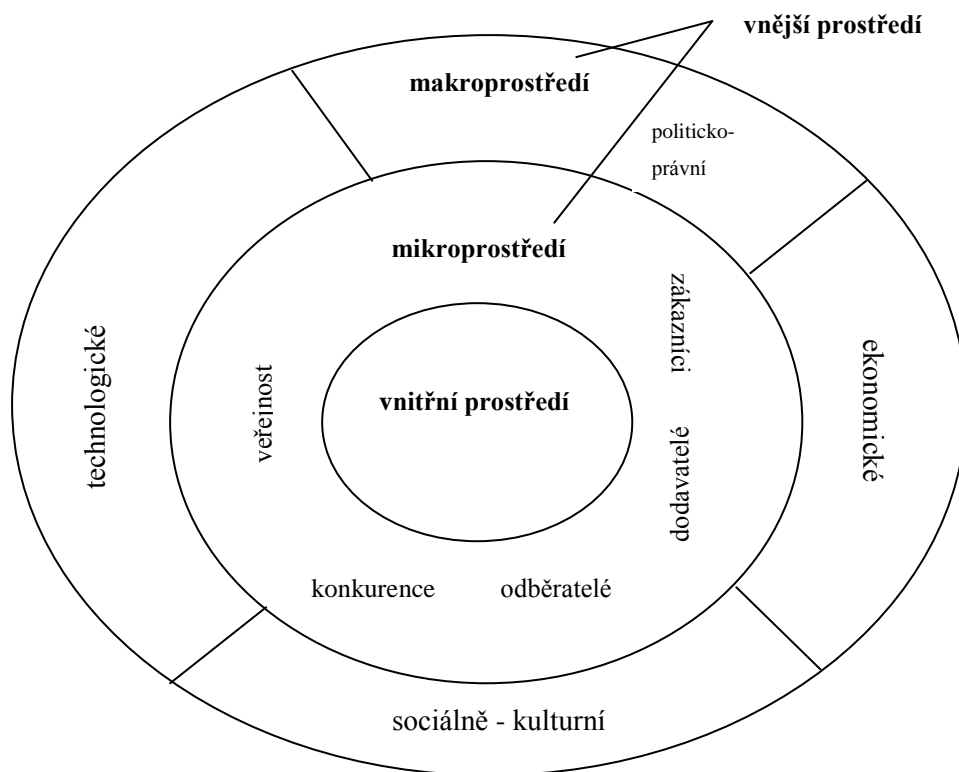 vnější prostředí
makroprostředí
politicko-
právní
mikroprostředí
zákazníci
technologické
ekonomické
veřejnost
vnitřní prostředí
dodavatelé
konkurence
odběratelé
sociálně - kulturní